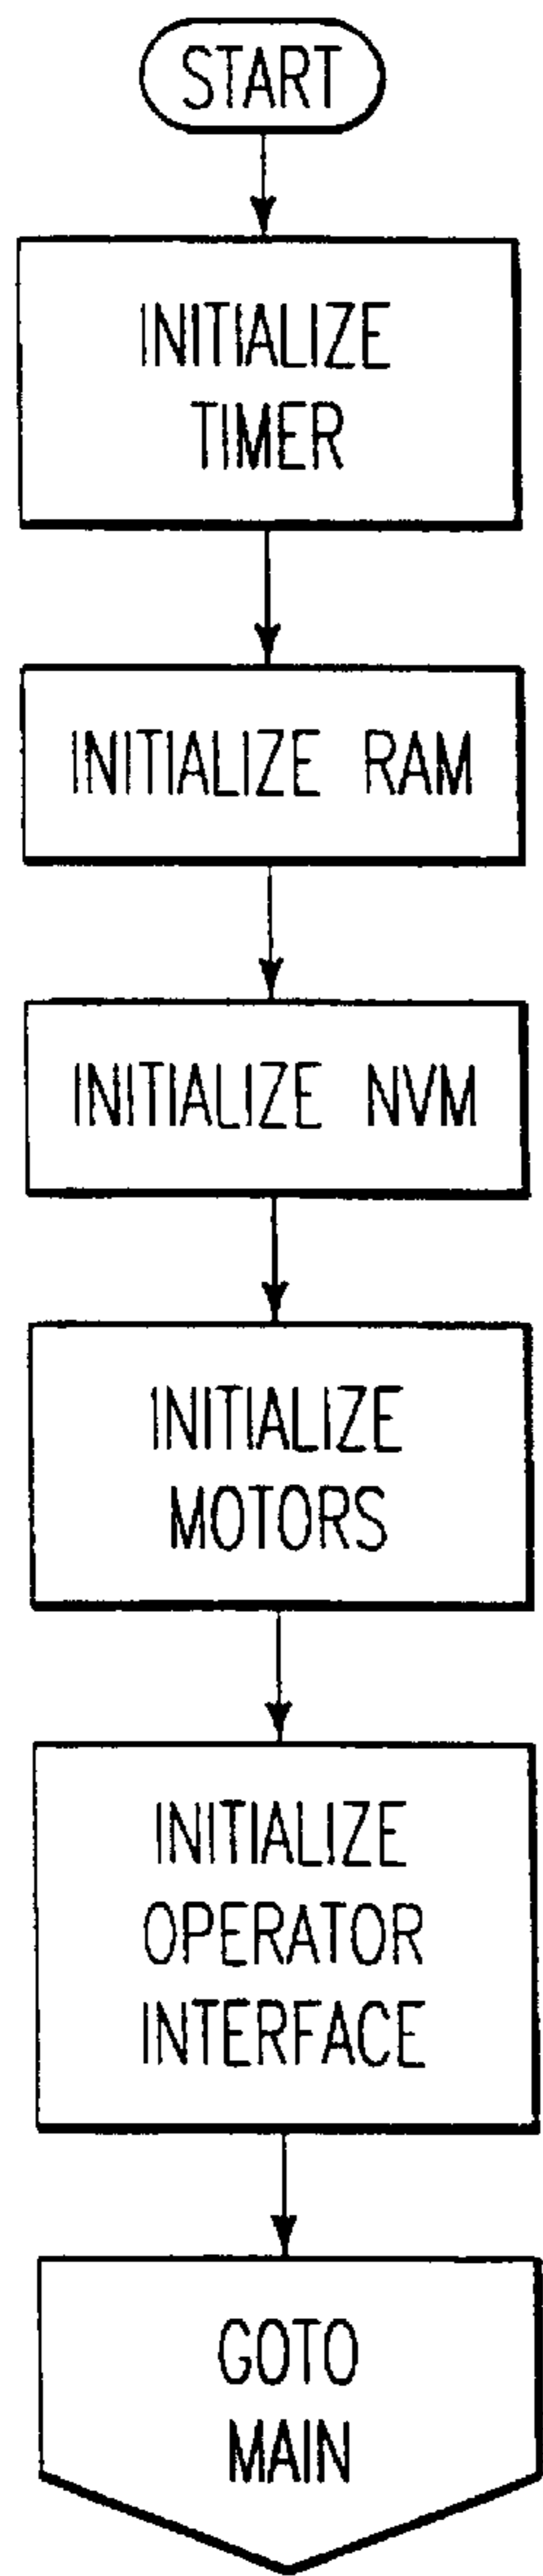 START
INITIALIZE
TIMER
INITIALIZE RAM
INITIALIZE NVM
INITIALIZE
MOTORS
INITIALIZE
OPERATOR
INTERFACE
GOTO
MAIN